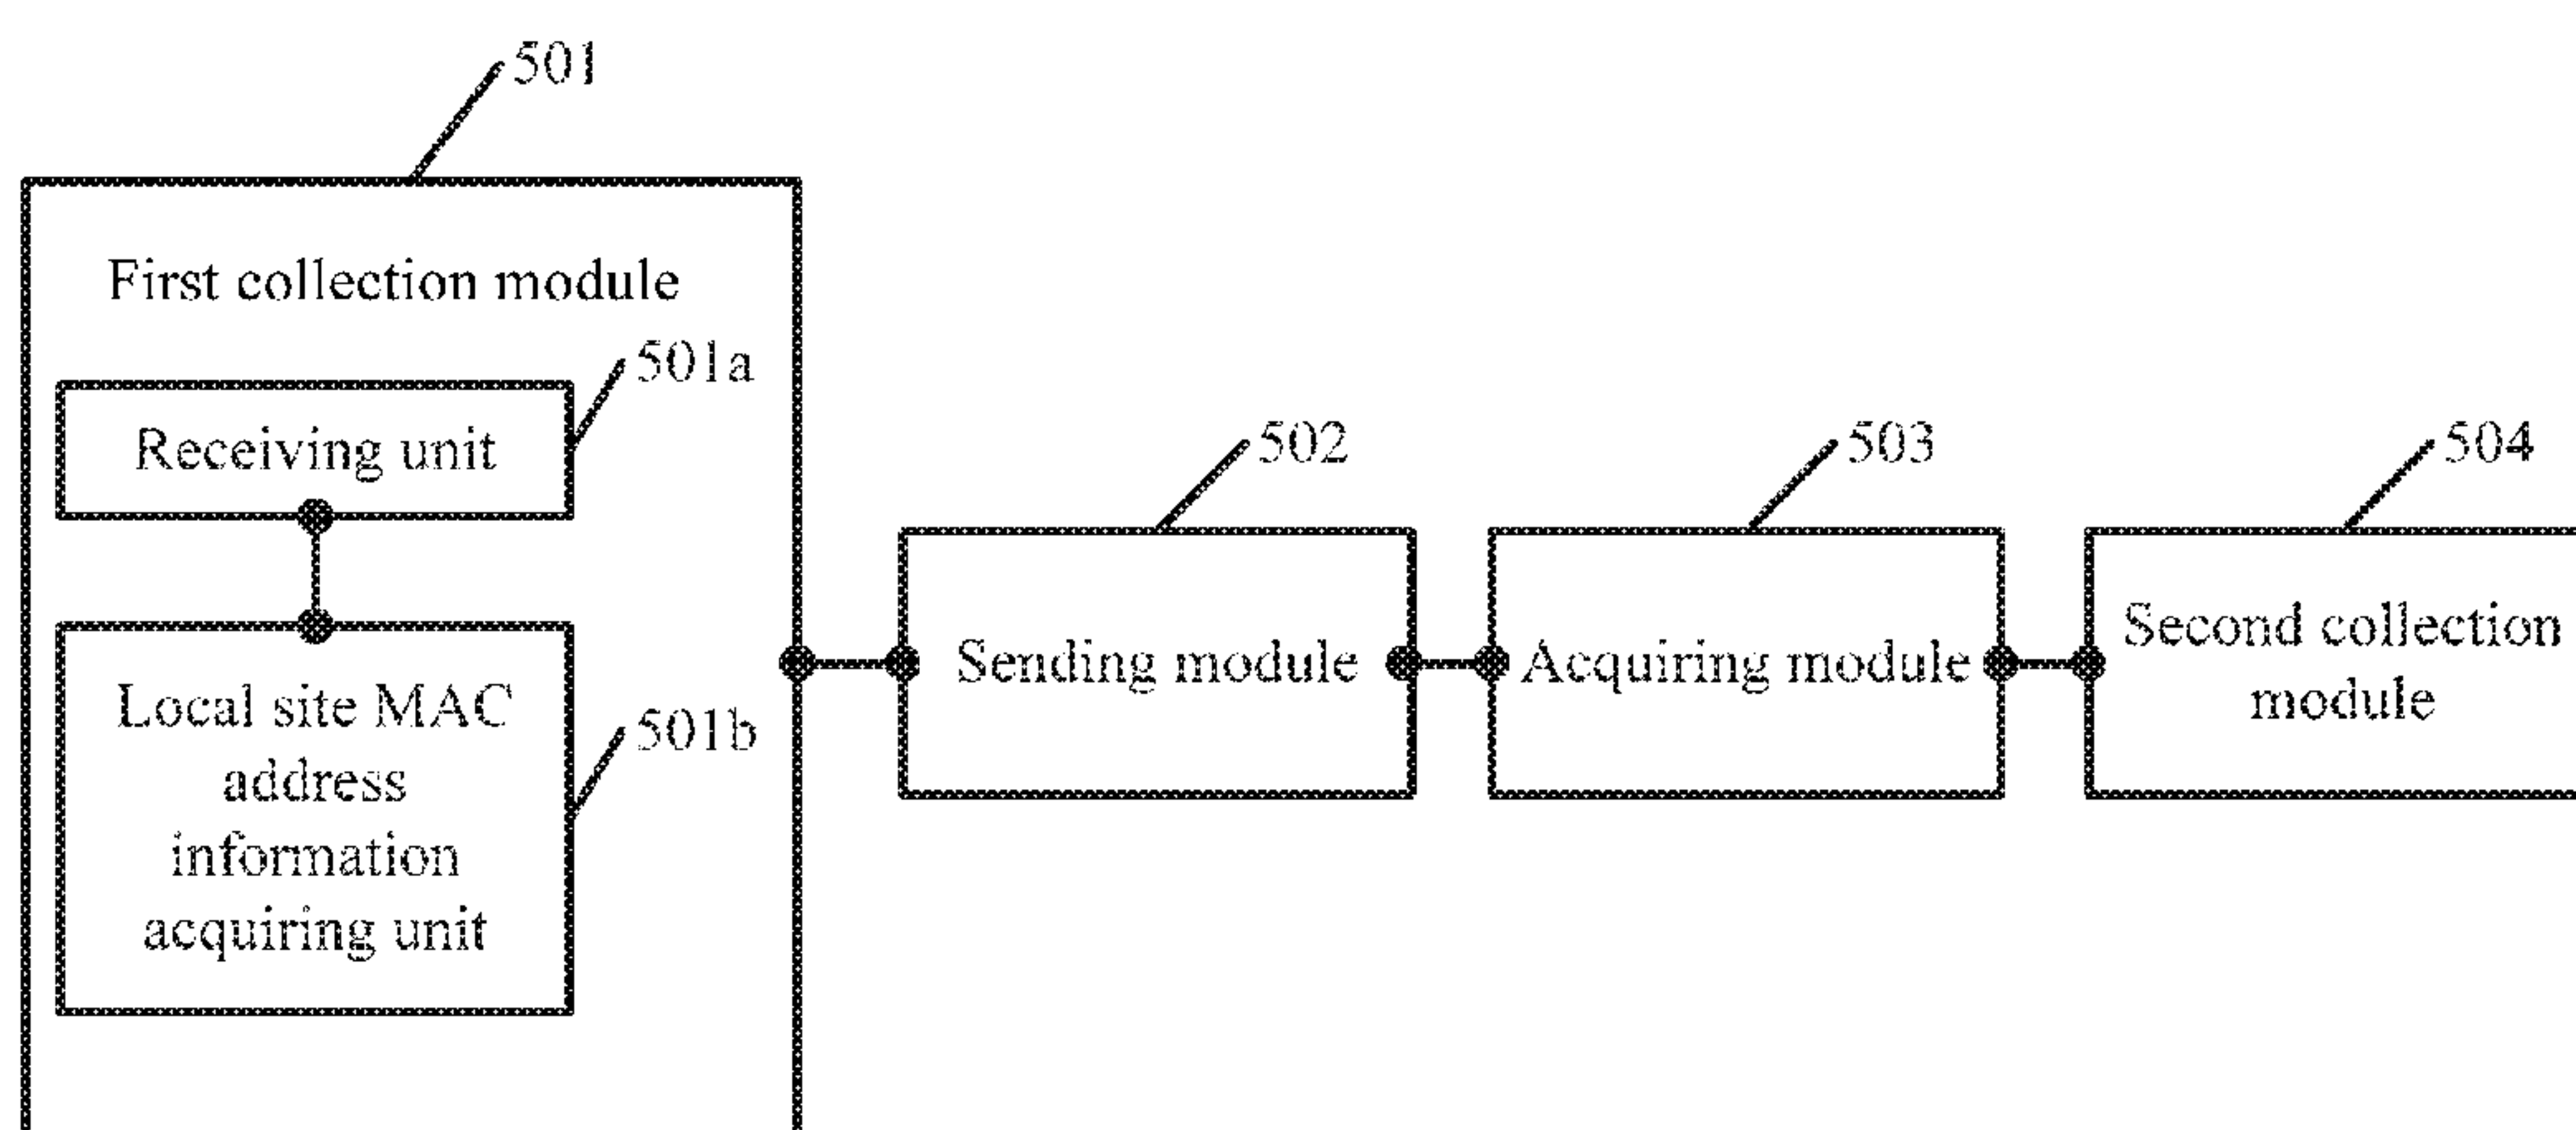 501
First collection module
501a
Receiving unit
Local site MAC
address
information
acquiring unit
501b
502
Sending module
503
Acquiring module
504
Second collection
module